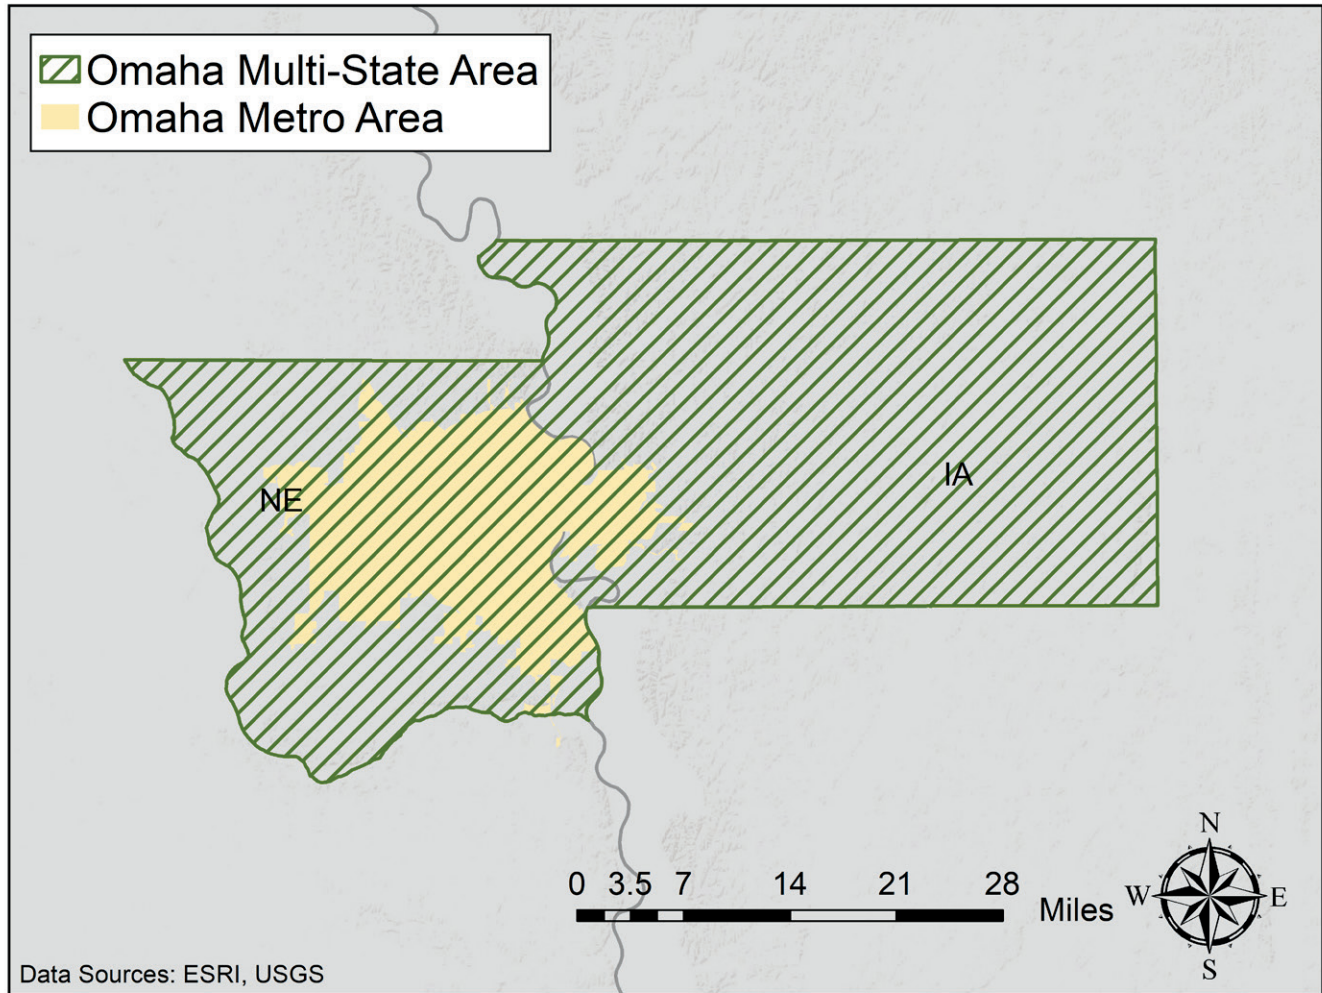 Omaha Multi-State Area
Omaha Metro Area
IA
NE
0 3.5 7 14 21 28
Miles
N
W E
S
Data Sources: ESRI, USGS